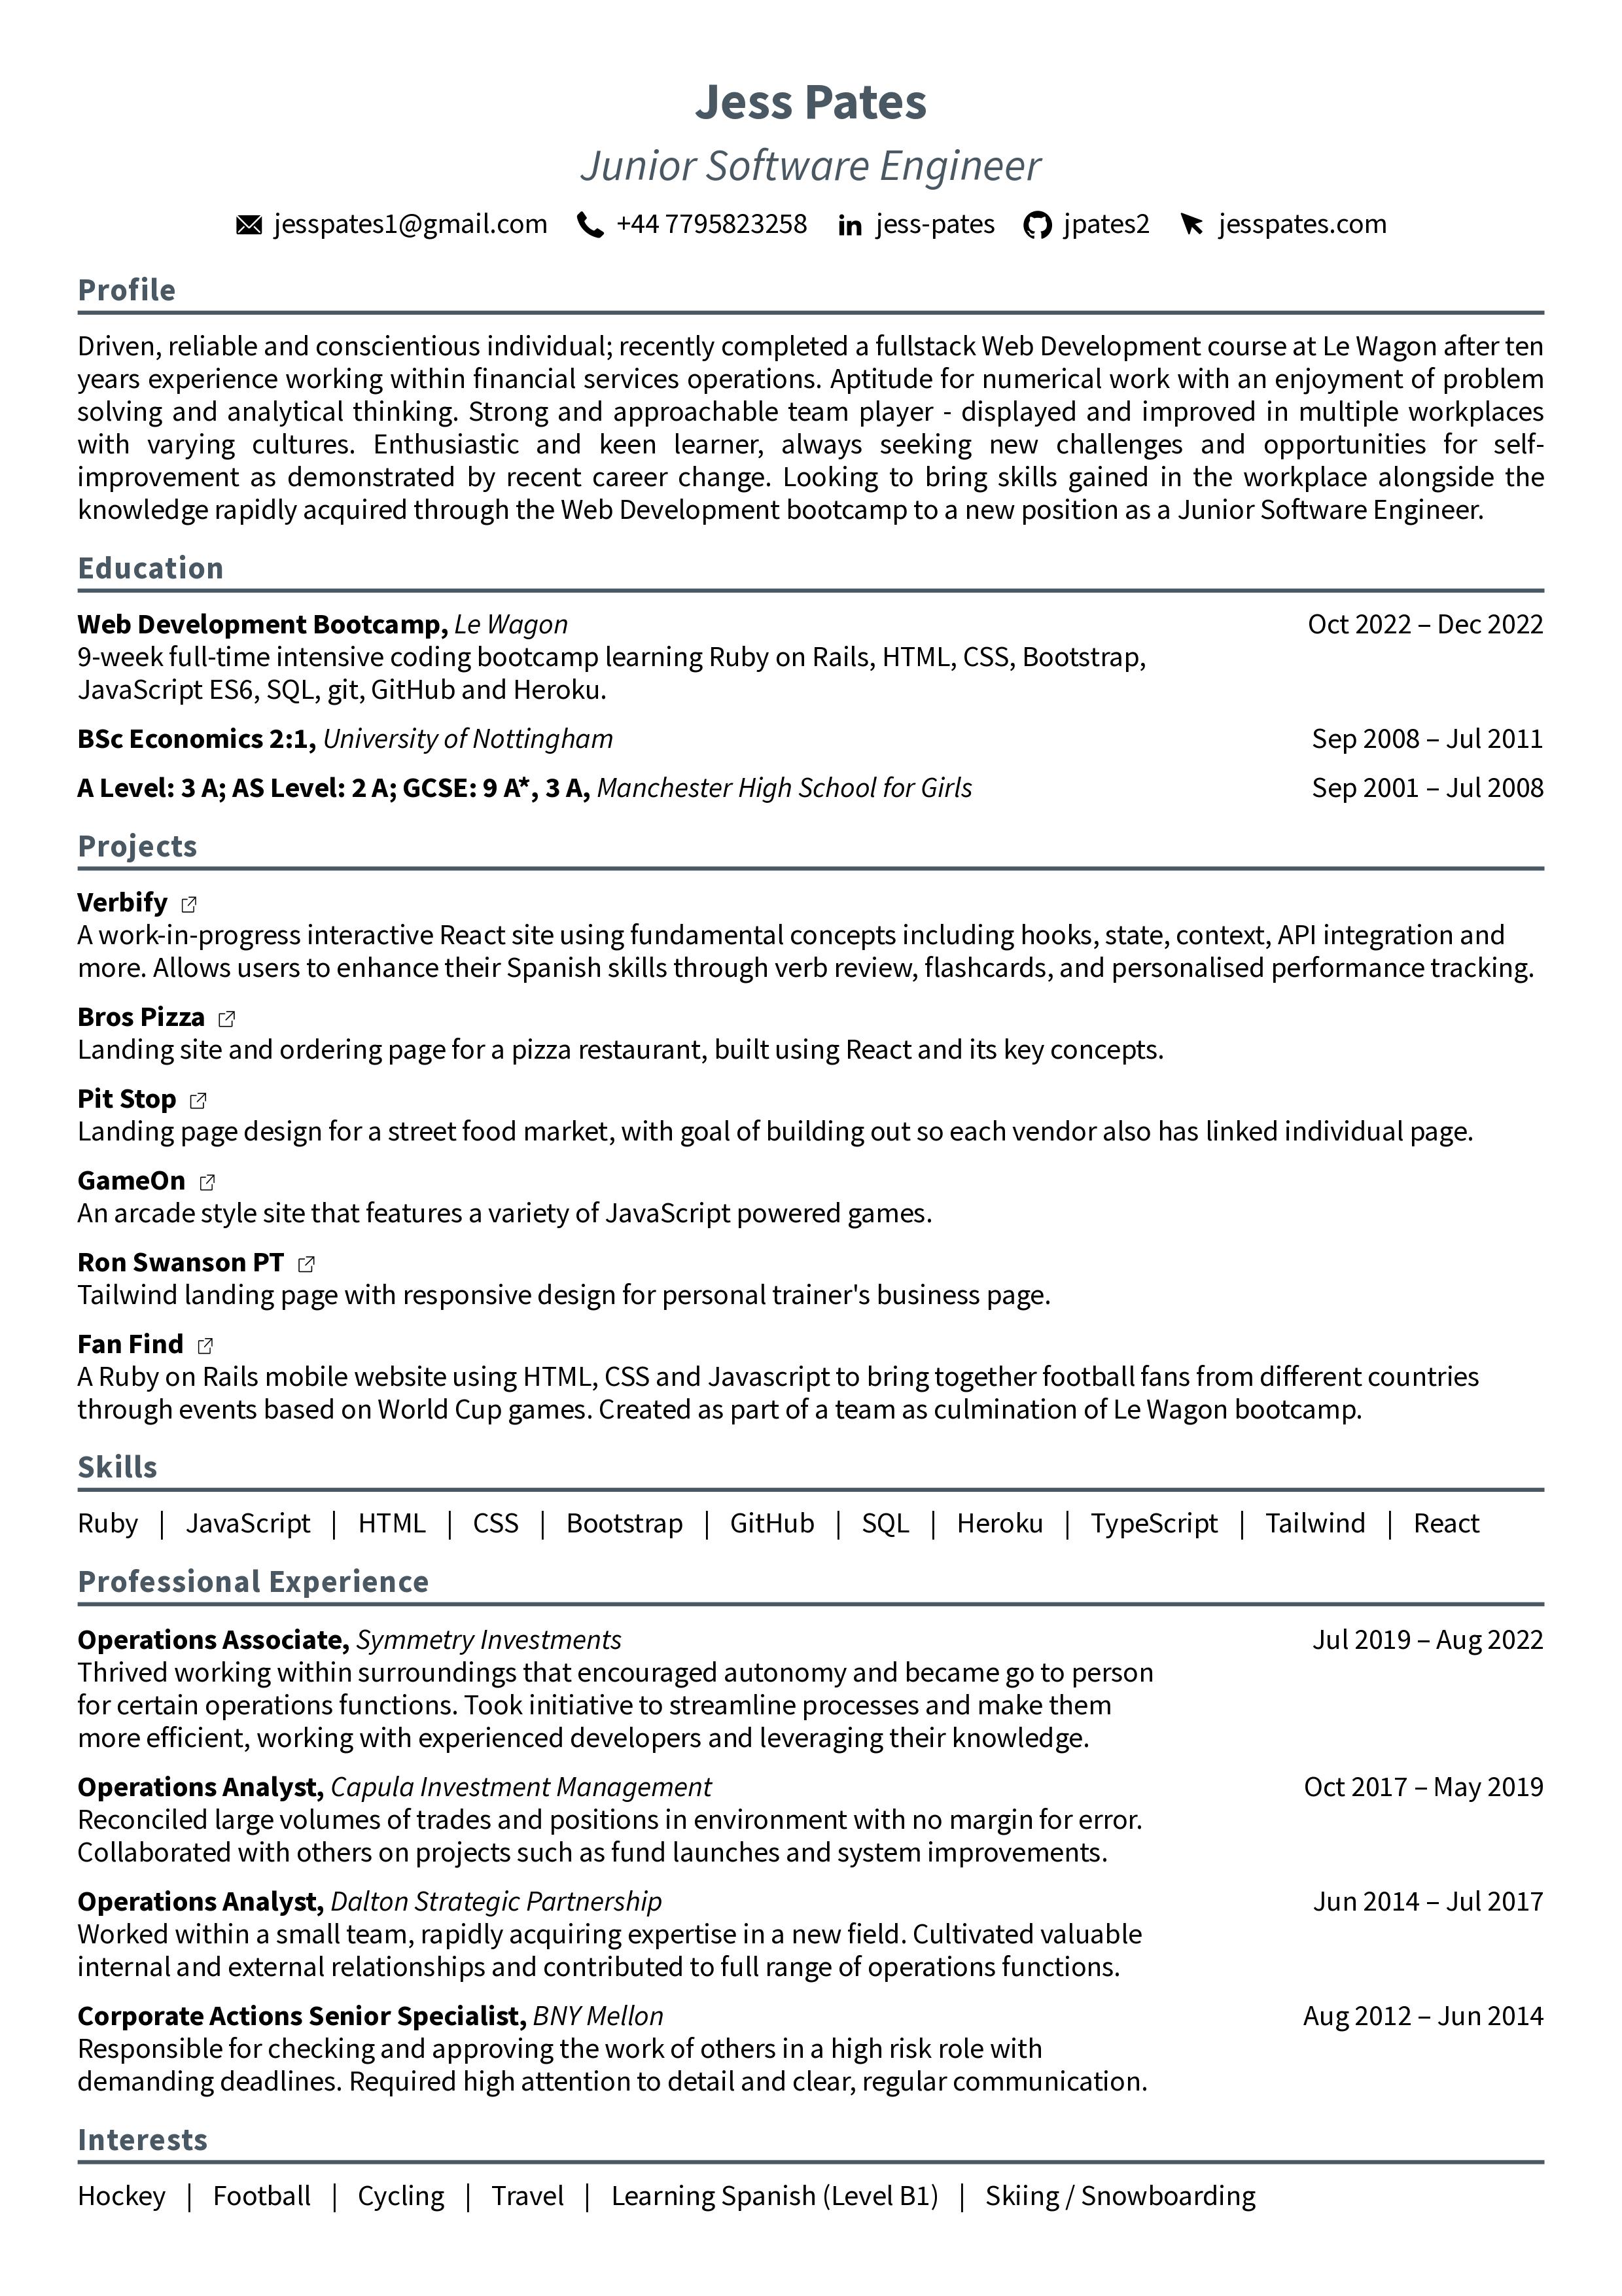 Jess Pates
Junior Software Engineer
jesspates1@gmail.com +44 7795823258 jess-pates jpates2 jesspates.com
Profile
Driven, reliable and conscientious individual; recently completed a fullstack Web Development course at Le Wagon after ten
years experience working within financial services operations. Aptitude for numerical work with an enjoyment of problem
solving and analytical thinking. Strong and approachable team player - displayed and improved in multiple workplaces
with varying cultures. Enthusiastic and keen learner, always seeking new challenges and opportunities for self-
improvement as demonstrated by recent career change. Looking to bring skills gained in the workplace alongside the
knowledge rapidly acquired through the Web Development bootcamp to a new position as a Junior Software Engineer.
Education
Web Development Bootcamp, Le Wagon Oct 2022 – Dec 2022
9-week full-time intensive coding bootcamp learning Ruby on Rails, HTML, CSS, Bootstrap,
JavaScript ES6, SQL, git, GitHub and Heroku.
BSc Economics 2:1, University of Nottingham Sep 2008 – Jul 2011
A Level: 3 A; AS Level: 2 A; GCSE: 9 A*, 3 A, Manchester High School for Girls Sep 2001 – Jul 2008
Projects
Verbify
A work-in-progress interactive React site using fundamental concepts including hooks, state, context, API integration and
more. Allows users to enhance their Spanish skills through verb review, flashcards, and personalised performance tracking.
Bros Pizza
Landing site and ordering page for a pizza restaurant, built using React and its key concepts.
Pit Stop
Landing page design for a street food market, with goal of building out so each vendor also has linked individual page.
GameOn
An arcade style site that features a variety of JavaScript powered games.
Ron Swanson PT
Tailwind landing page with responsive design for personal trainer's business page.
Fan Find
A Ruby on Rails mobile website using HTML, CSS and Javascript to bring together football fans from different countries
through events based on World Cup games. Created as part of a team as culmination of Le Wagon bootcamp.
Skills
Ruby | JavaScript | HTML | CSS | Bootstrap | GitHub | SQL | Heroku | TypeScript | Tailwind | React
Professional Experience
Operations Associate, Symmetry Investments Jul 2019 – Aug 2022
Thrived working within surroundings that encouraged autonomy and became go to person
for certain operations functions. Took initiative to streamline processes and make them
more efficient, working with experienced developers and leveraging their knowledge.
Operations Analyst, Capula Investment Management Oct 2017 – May 2019
Reconciled large volumes of trades and positions in environment with no margin for error.
Collaborated with others on projects such as fund launches and system improvements.
Operations Analyst, Dalton Strategic Partnership Jun 2014 – Jul 2017
Worked within a small team, rapidly acquiring expertise in a new field. Cultivated valuable
internal and external relationships and contributed to full range of operations functions.
Corporate Actions Senior Specialist, BNY Mellon Aug 2012 – Jun 2014
Responsible for checking and approving the work of others in a high risk role with
demanding deadlines. Required high attention to detail and clear, regular communication.
Interests
Hockey | Football | Cycling | Travel | Learning Spanish (Level B1) | Skiing / Snowboarding